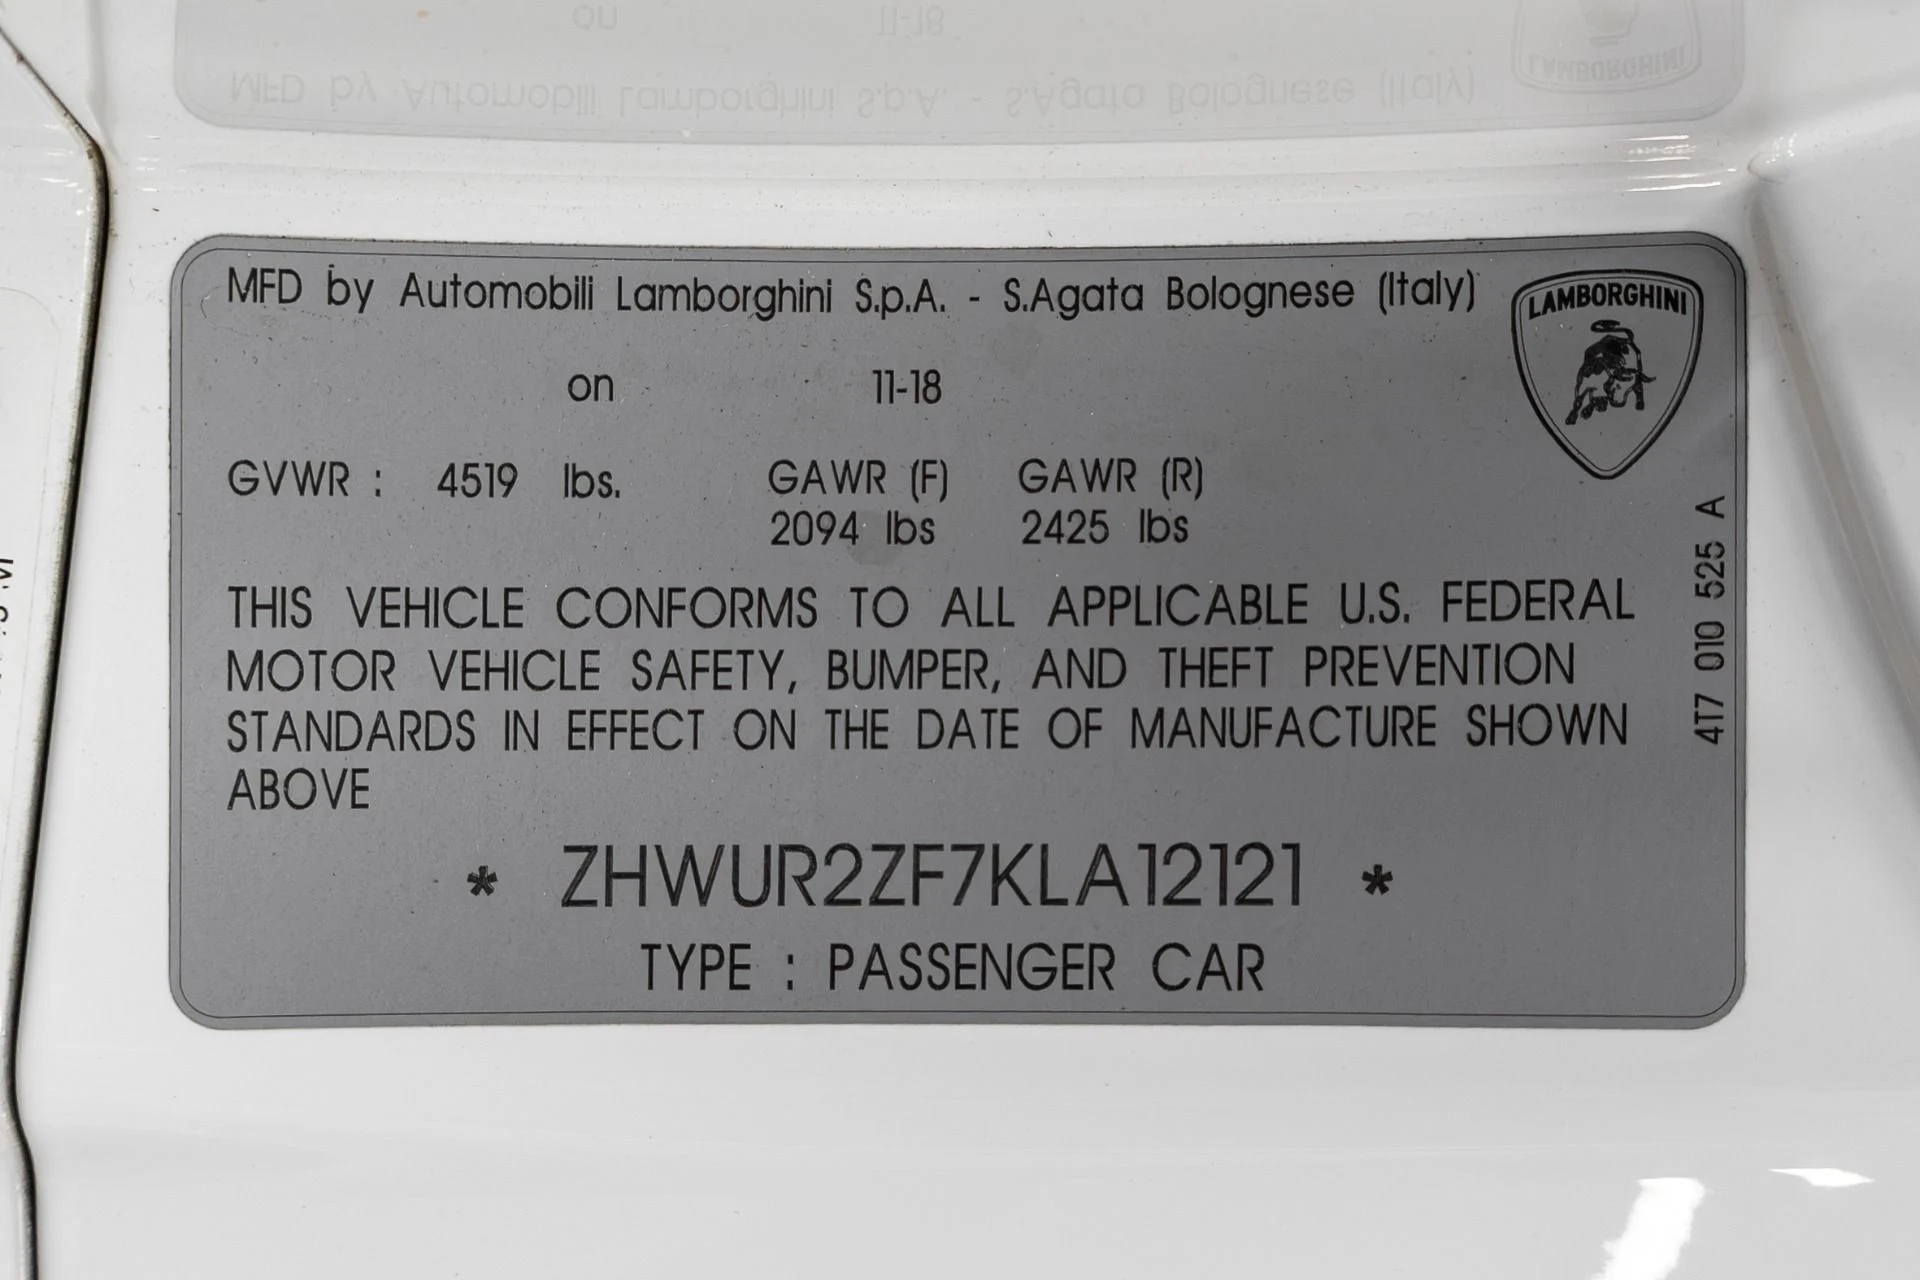 MFD by Automobili Lamborghini S.p.A. - S.Agata Bolognese (Italy)
LAMBORGHINI
on 11-18
GVWR : 4519 lbs. GAWR (F) GAWR (R)
2094 lbs 2425 lbs
THIS VEHICLE CONFORMS TO ALL APPLICABLE U.S. FEDERAL
MOTOR VEHICLE SAFETY, BUMPER, AND THEFT PREVENTION
STANDARDS IN EFFECT ON THE DATE OF MANUFACTURE SHOWN
ABOVE
* ZHWUR2ZF7KLA12121 *
TYPE : PASSENGER CAR
4T7 010 525 A